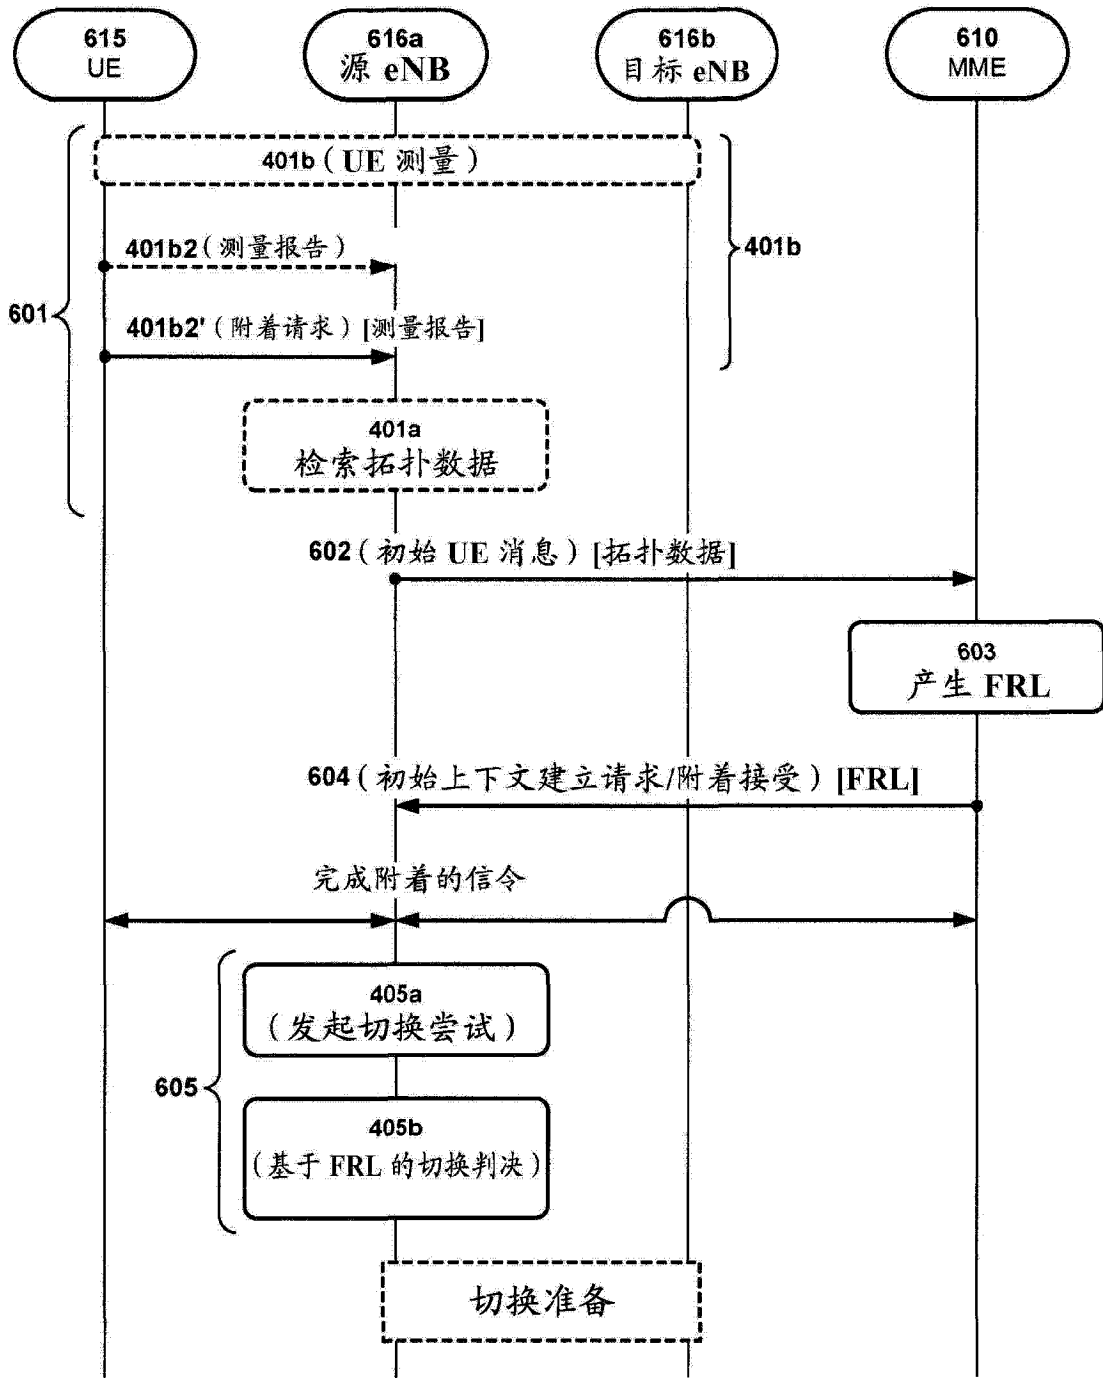 615
UE
616a
源 eNB
616b
目标 eNB
610
MME
401b（UE 测量）
401b2（测量报告）
401b
601
401b2'（附着请求）[测量报告]
401a
检索拓扑数据
602（初始 UE 消息）[拓扑数据]
603
产生 FRL
604（初始上下文建立请求/附着接受）[FRL]
完成附着的信令
405a
（发起切换尝试）
605
405b
（基于 FRL 的切换判决）
切换准备